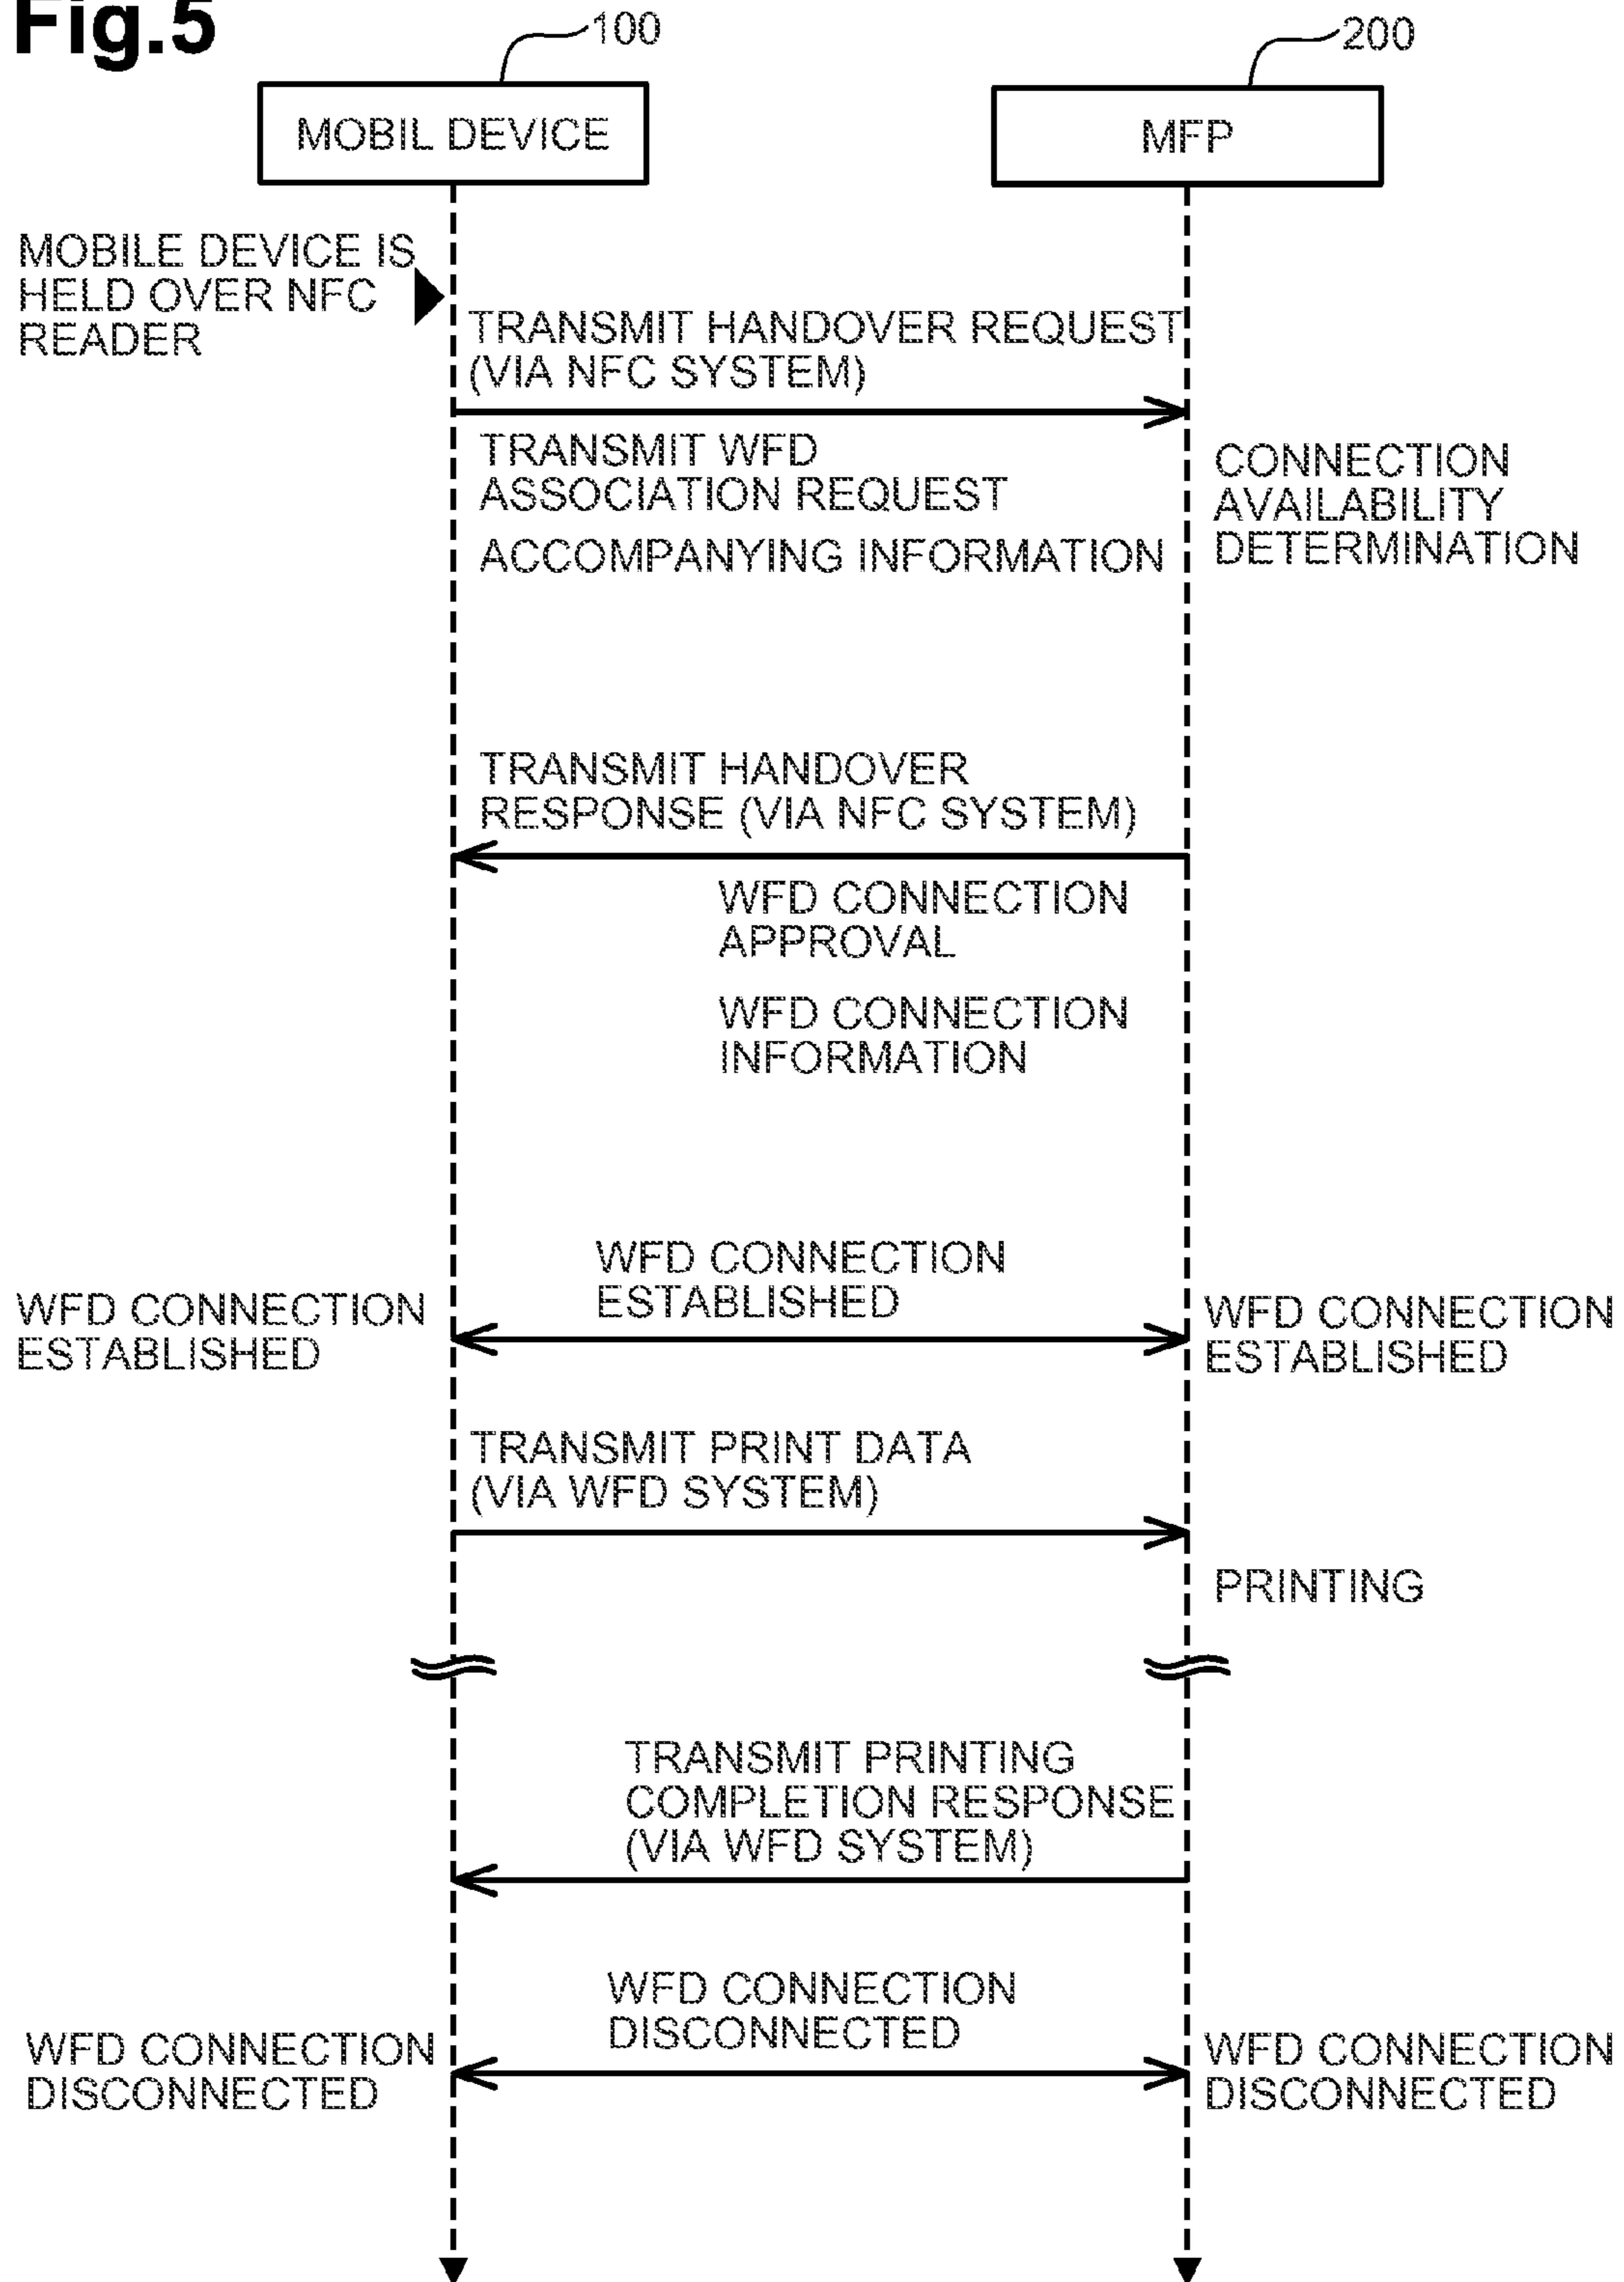 Fig.5
100
200
MOBIL DEVICE
MFP
MOBILE DEVICE IS
HELD OVER NFC
READER
TRANSMIT HANDOVER REQUEST
(VIA NFC SYSTEM)
TRANSMIT WFD
ASSOCIATION REQUEST
ACCOMPANYING INFORMATION
CONNECTION
AVAILABILITY
DETERMINATION
TRANSMIT HANDOVER
RESPONSE (VIA NFC SYSTEM)
WFD CONNECTION
APPROVAL
WFD CONNECTION
INFORMATION
WFD CONNECTION
ESTABLISHED
WFD CONNECTION
ESTABLISHED
WFD CONNECTION
ESTABLISHED
TRANSMIT PRINT DATA
(VIA WFD SYSTEM)
PRINTING
TRANSMIT PRINTING
COMPLETION RESPONSE
(VIA WFD SYSTEM)
WFD CONNECTION
DISCONNECTED
WFD CONNECTION
DISCONNECTED
WFD CONNECTION
DISCONNECTED